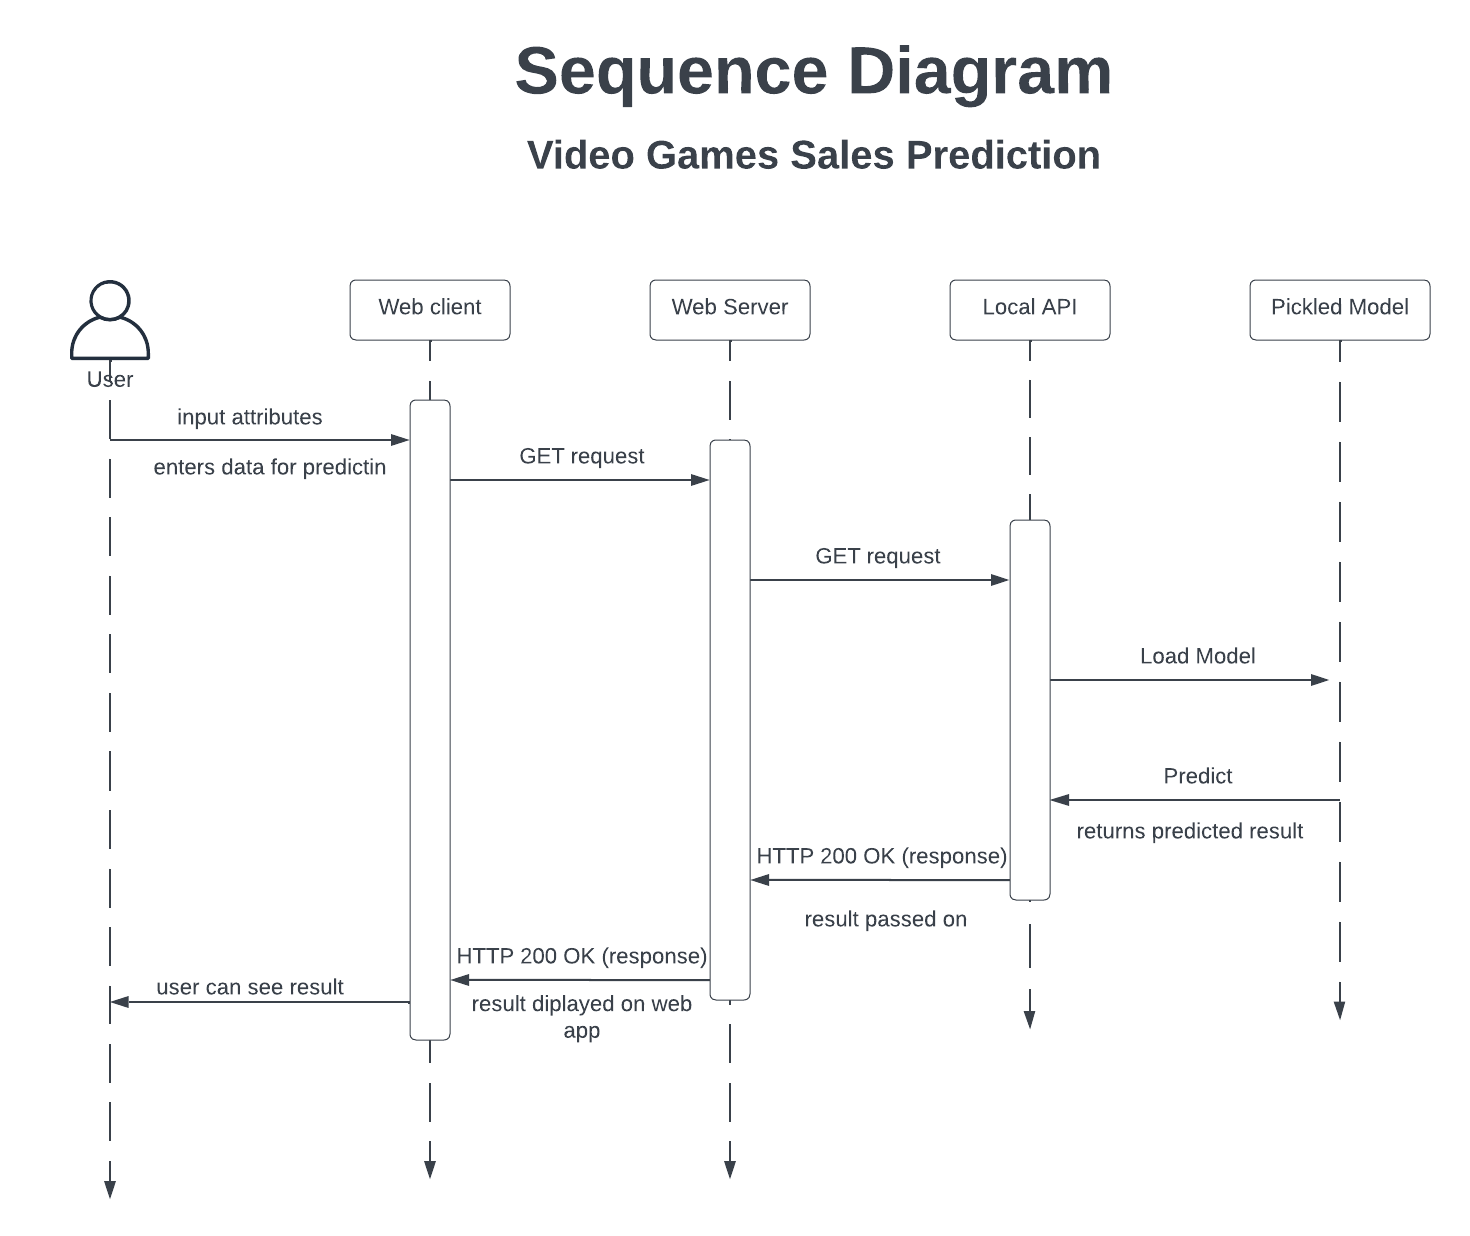 Sequence Diagram
Video Games Sales Prediction
Web client
Web Server
Local API
Pickled Model
User
input attributes
enters data for predictin
GET request
GET request
Load Model
Predict
returns predicted result
HTTP 200 OK (response)
result passed on
HTTP 200 OK (response)
result diplayed on web
app
user can see result